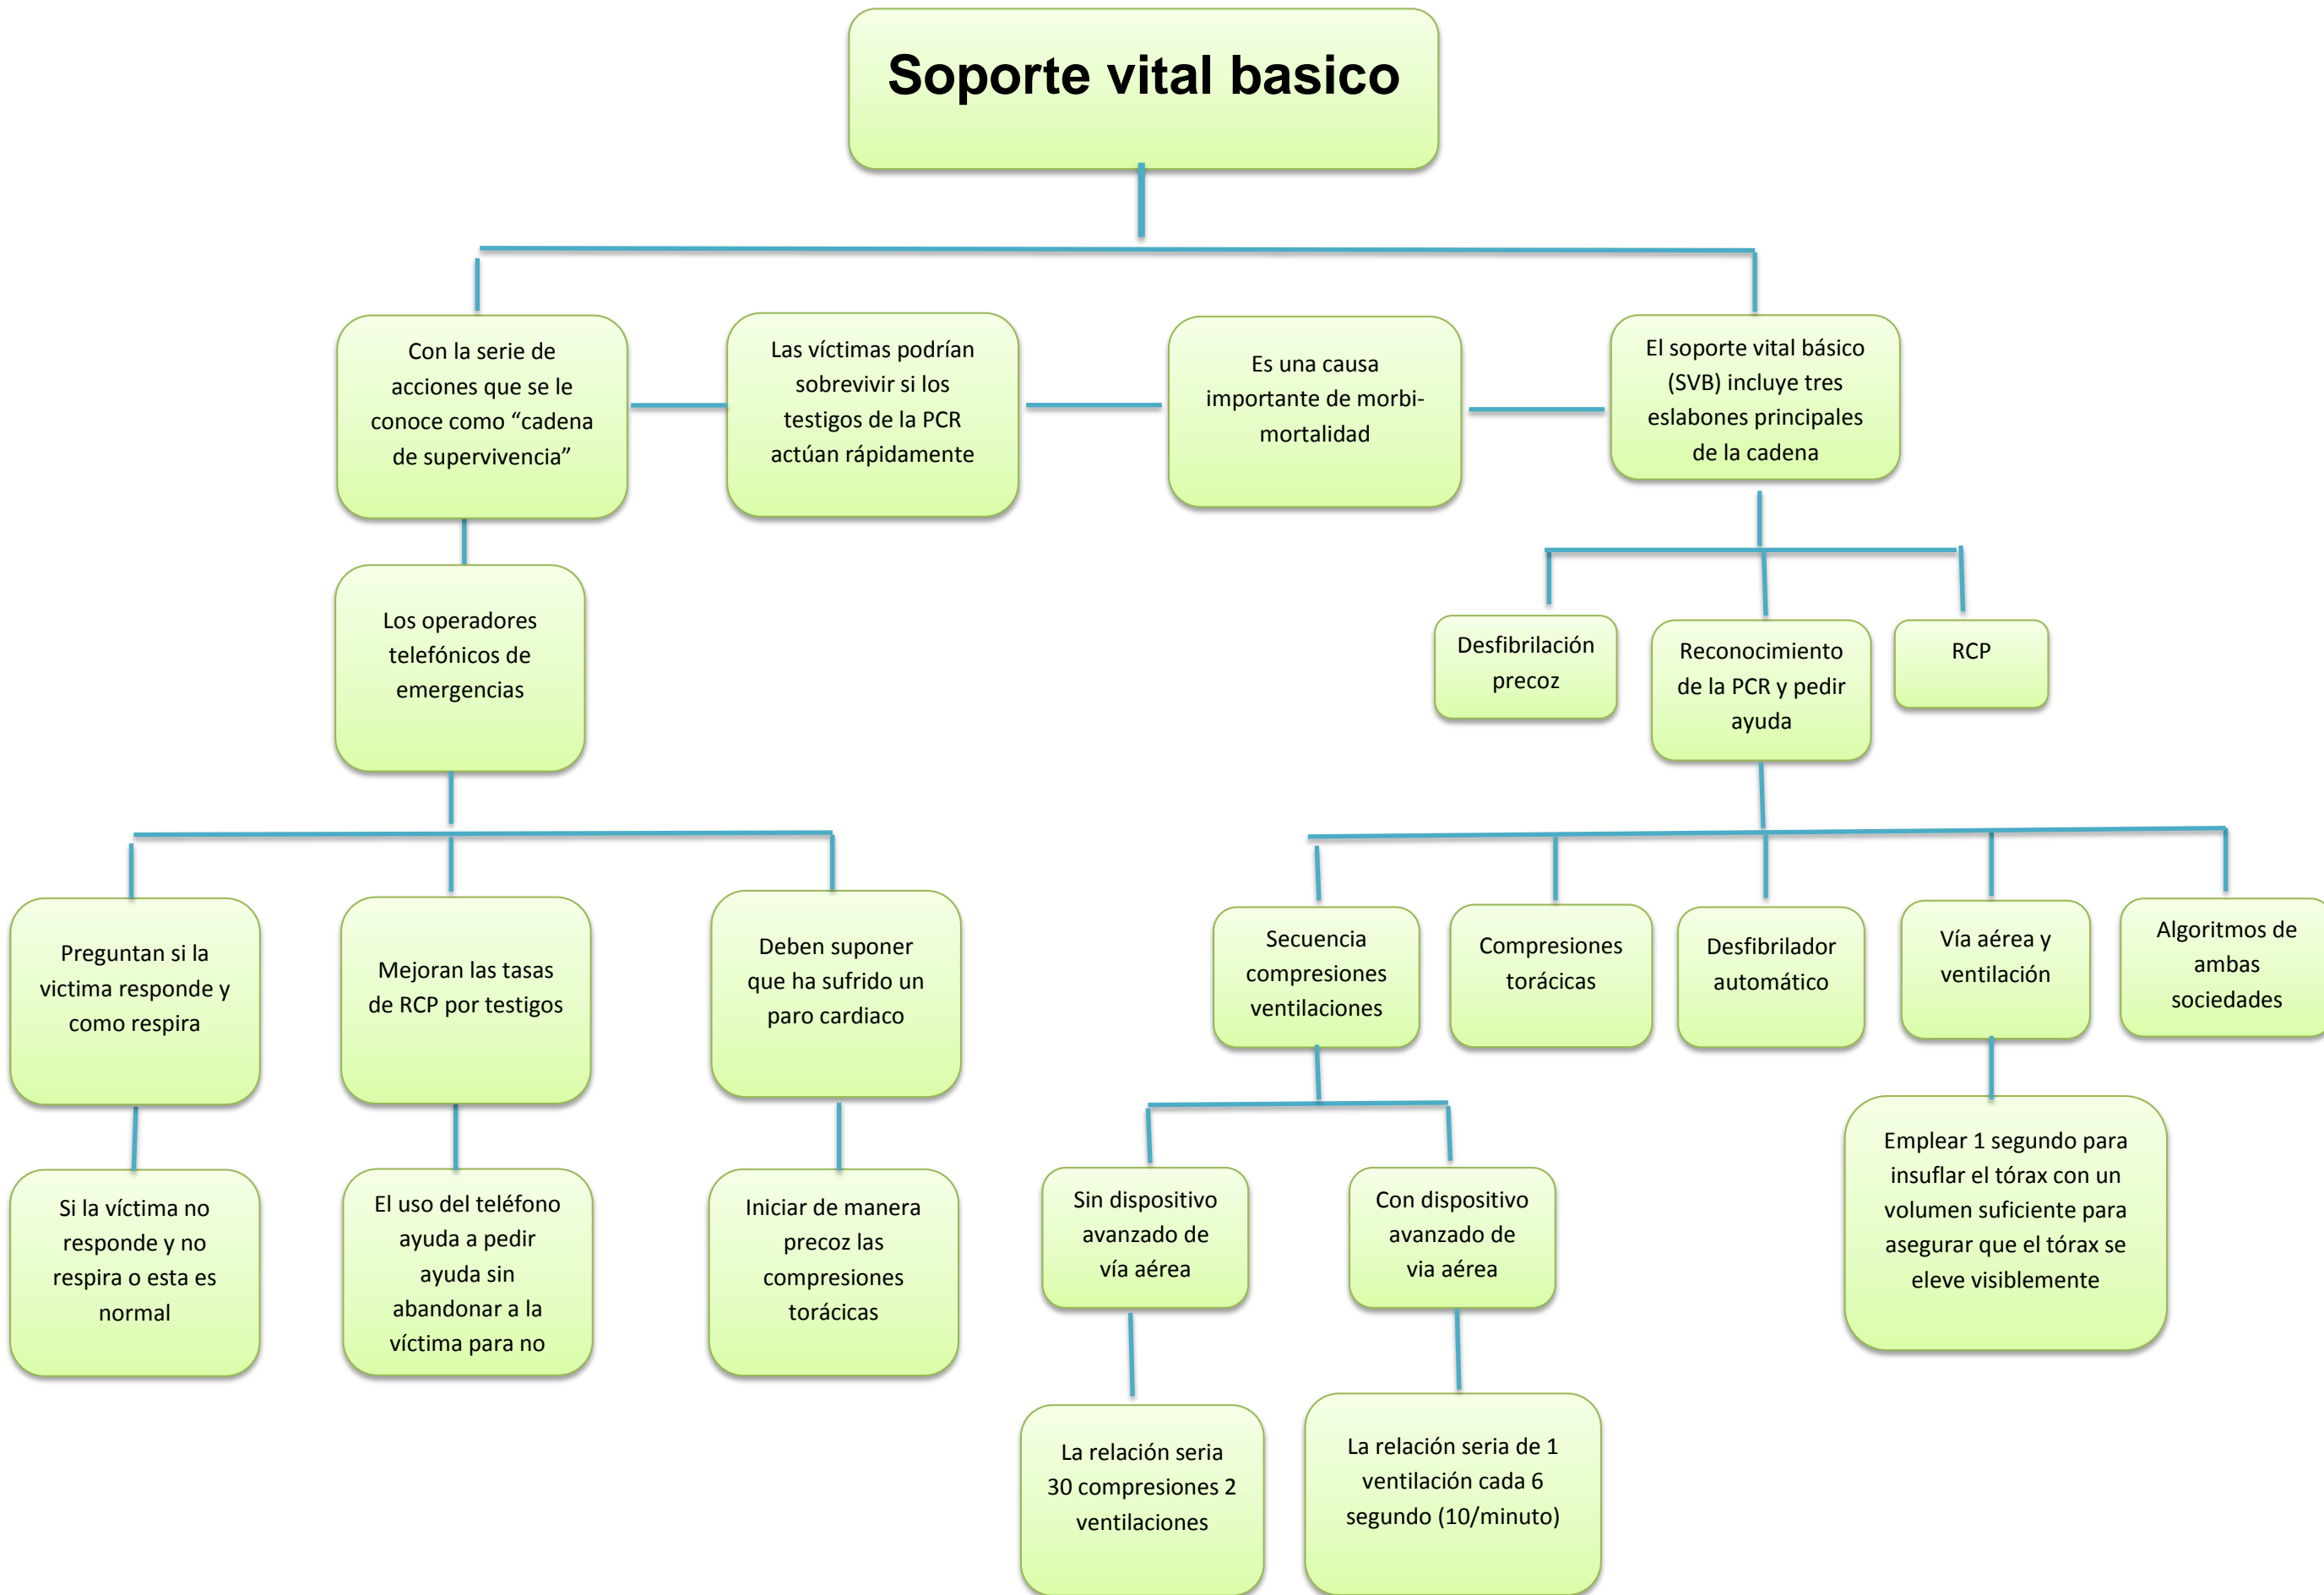 Soporte vital basico
Con la serie de
acciones que se le
conoce como “cadena
de supervivencia”
Las víctimas podrían
sobrevivir si los
testigos de la PCR
actúan rápidamente
Es una causa
importante de morbi-
mortalidad
El soporte vital básico
(SVB) incluye tres
eslabones principales
de la cadena
Los operadores
telefónicos de
emergencias
Desfibrilación
precoz
Reconocimiento
de la PCR y pedir
ayuda
RCP
Preguntan si la
victima responde y
como respira
Mejoran las tasas
de RCP por testigos
Deben suponer
que ha sufrido un
paro cardiaco
Secuencia
compresiones
ventilaciones
Compresiones
torácicas
Desfibrilador
automático
Vía aérea y
ventilación
Algoritmos de
ambas
sociedades
Si la víctima no
responde y no
respira o esta es
normal
El uso del teléfono
ayuda a pedir
ayuda sin
abandonar a la
víctima para no
Iniciar de manera
precoz las
compresiones
torácicas
Sin dispositivo
avanzado de
vía aérea
Con dispositivo
avanzado de
via aérea
Emplear 1 segundo para
insuflar el tórax con un
volumen suficiente para
asegurar que el tórax se
eleve visiblemente
La relación seria
30 compresiones 2
ventilaciones
La relación seria de 1
ventilación cada 6
segundo (10/minuto)